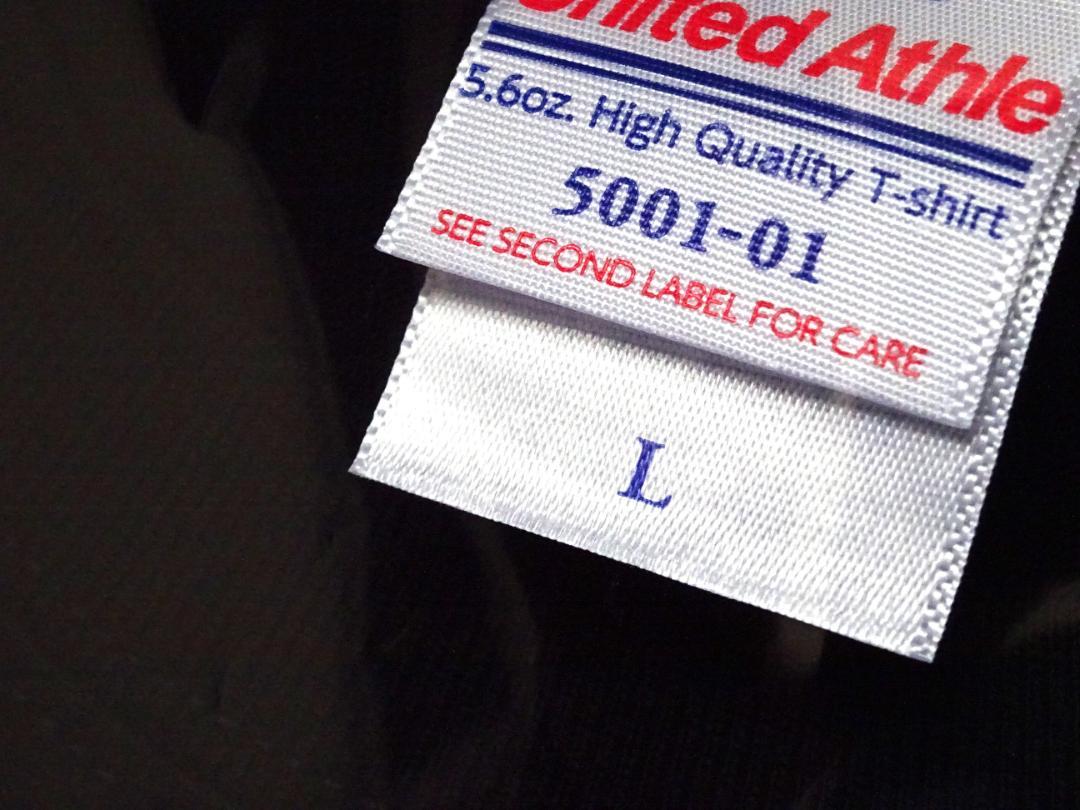 United Athle
5.6oz. High Quality T-shirt
5001-01
SEE SECOND LABEL FOR CARE
L